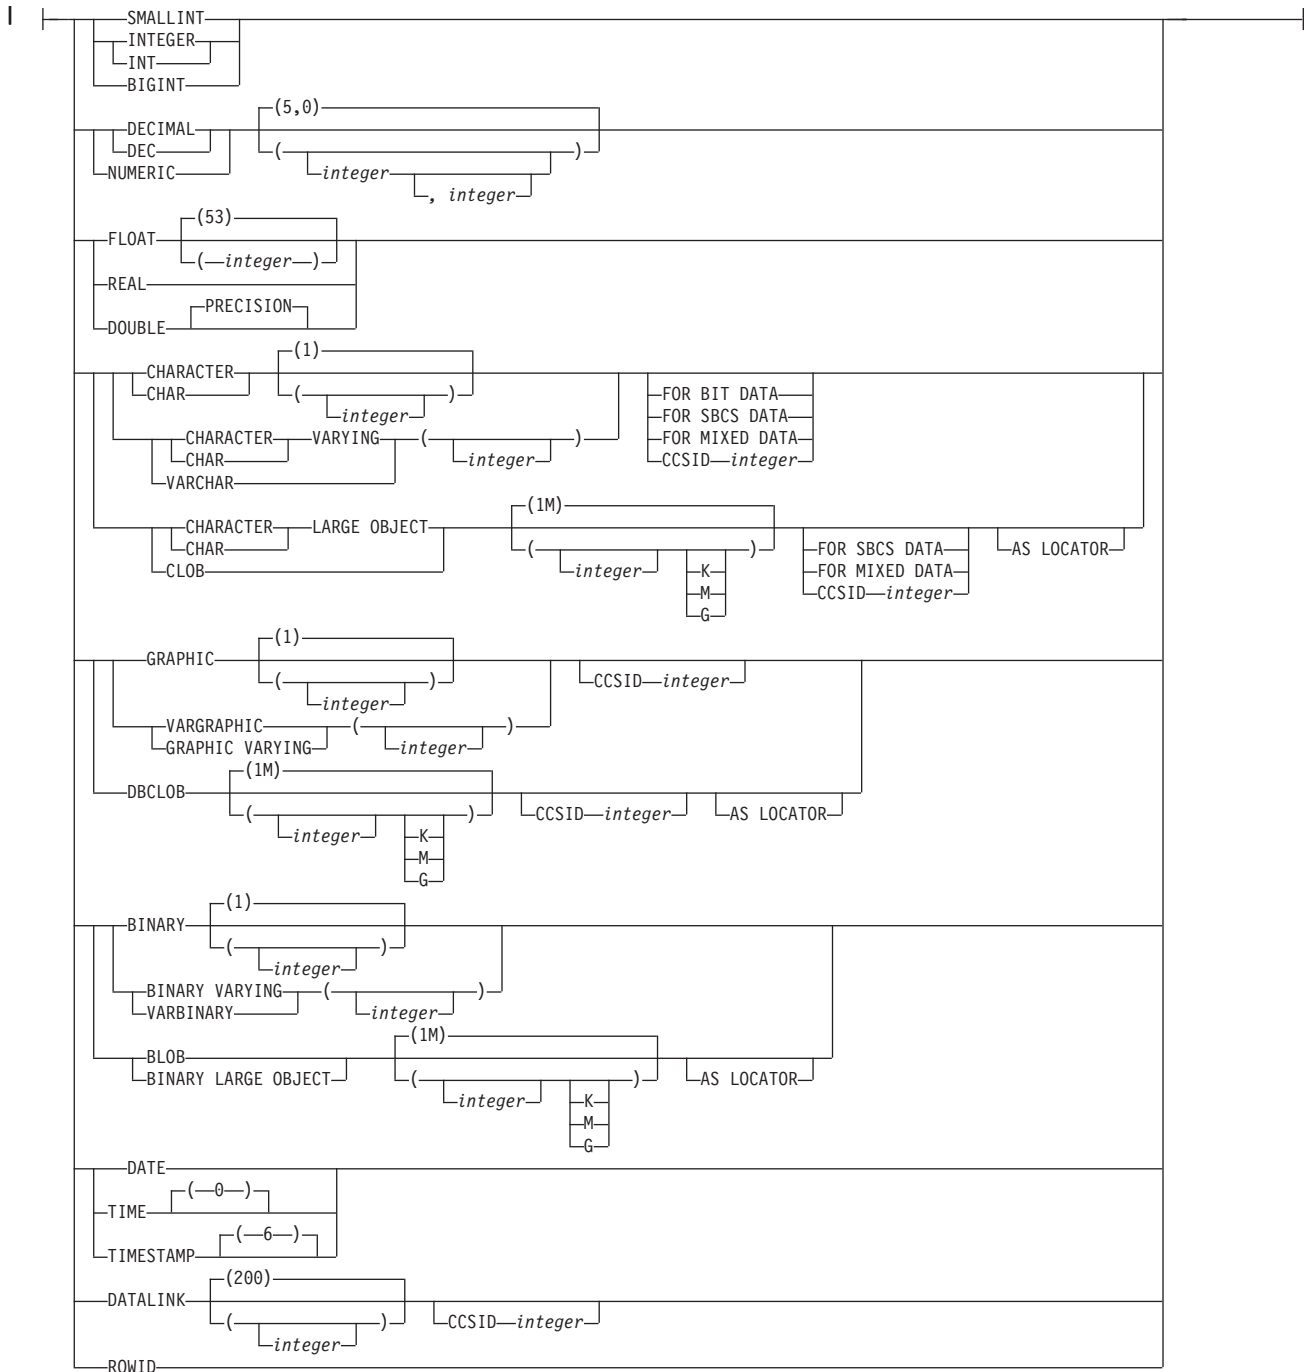 SMALLINT
INTEGER
INT
BIGINT
(5,0)
DECIMAL
DEC ( )
NUMERIC integer
, integer
(53)
FLOAT
( integer )
REAL
PRECISION
DOUBLE
(1)
CHARACTER
CHAR ( ) FOR BIT DATA
integer FOR SBCS DATA
CHARACTER VARYING ( ) FOR MIXED DATA
CHAR integer CCSID integer
VARCHAR
(1M)
CHARACTER LARGE OBJECT
CHAR ( ) FOR SBCS DATA AS LOCATOR
CLOB integer K FOR MIXED DATA
M CCSID integer
G
(1)
GRAPHIC
( ) CCSID integer
integer
VARGRAPHIC ( )
GRAPHIC VARYING integer
(1M)
DBCLOB
( ) CCSID integer AS LOCATOR
integer K
M
G
(1)
BINARY
( )
integer
BINARY VARYING ( )
VARBINARY integer
(1M)
BLOB
BINARY LARGE OBJECT ( ) AS LOCATOR
integer K
M
G
DATE
( 0 )
TIME
( 6 )
TIMESTAMP
(200)
DATALINK
( ) CCSID integer
integer
ROWID